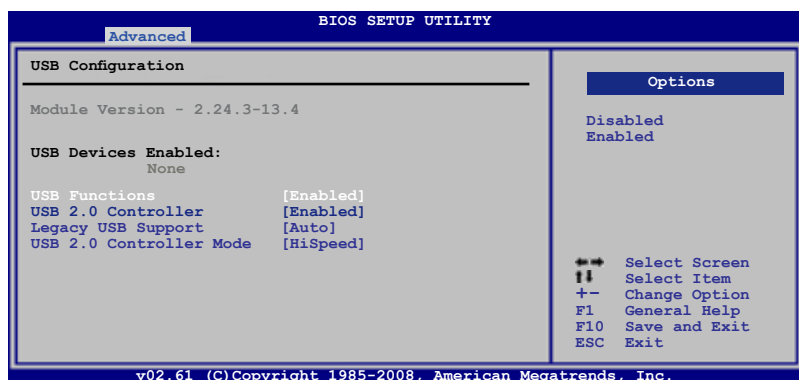 BIOS SETUP UTILITY
Advanced
USB Configuration
Module Version - 2.24.3-13.4
USB Devices Enabled:
None
USB Functions [Enabled]
USB 2.0 Controller [Enabled]
Legacy USB Support [Auto]
USB 2.0 Controller Mode [HiSpeed]
Options
Disabled
Enabled
←→ Select Screen
↑↓ Select Item
+- Change Option
F1 General Help
F10 Save and Exit
ESC Exit
v02.61 (C)Copyright 1985-2008, American Megatrends, Inc.